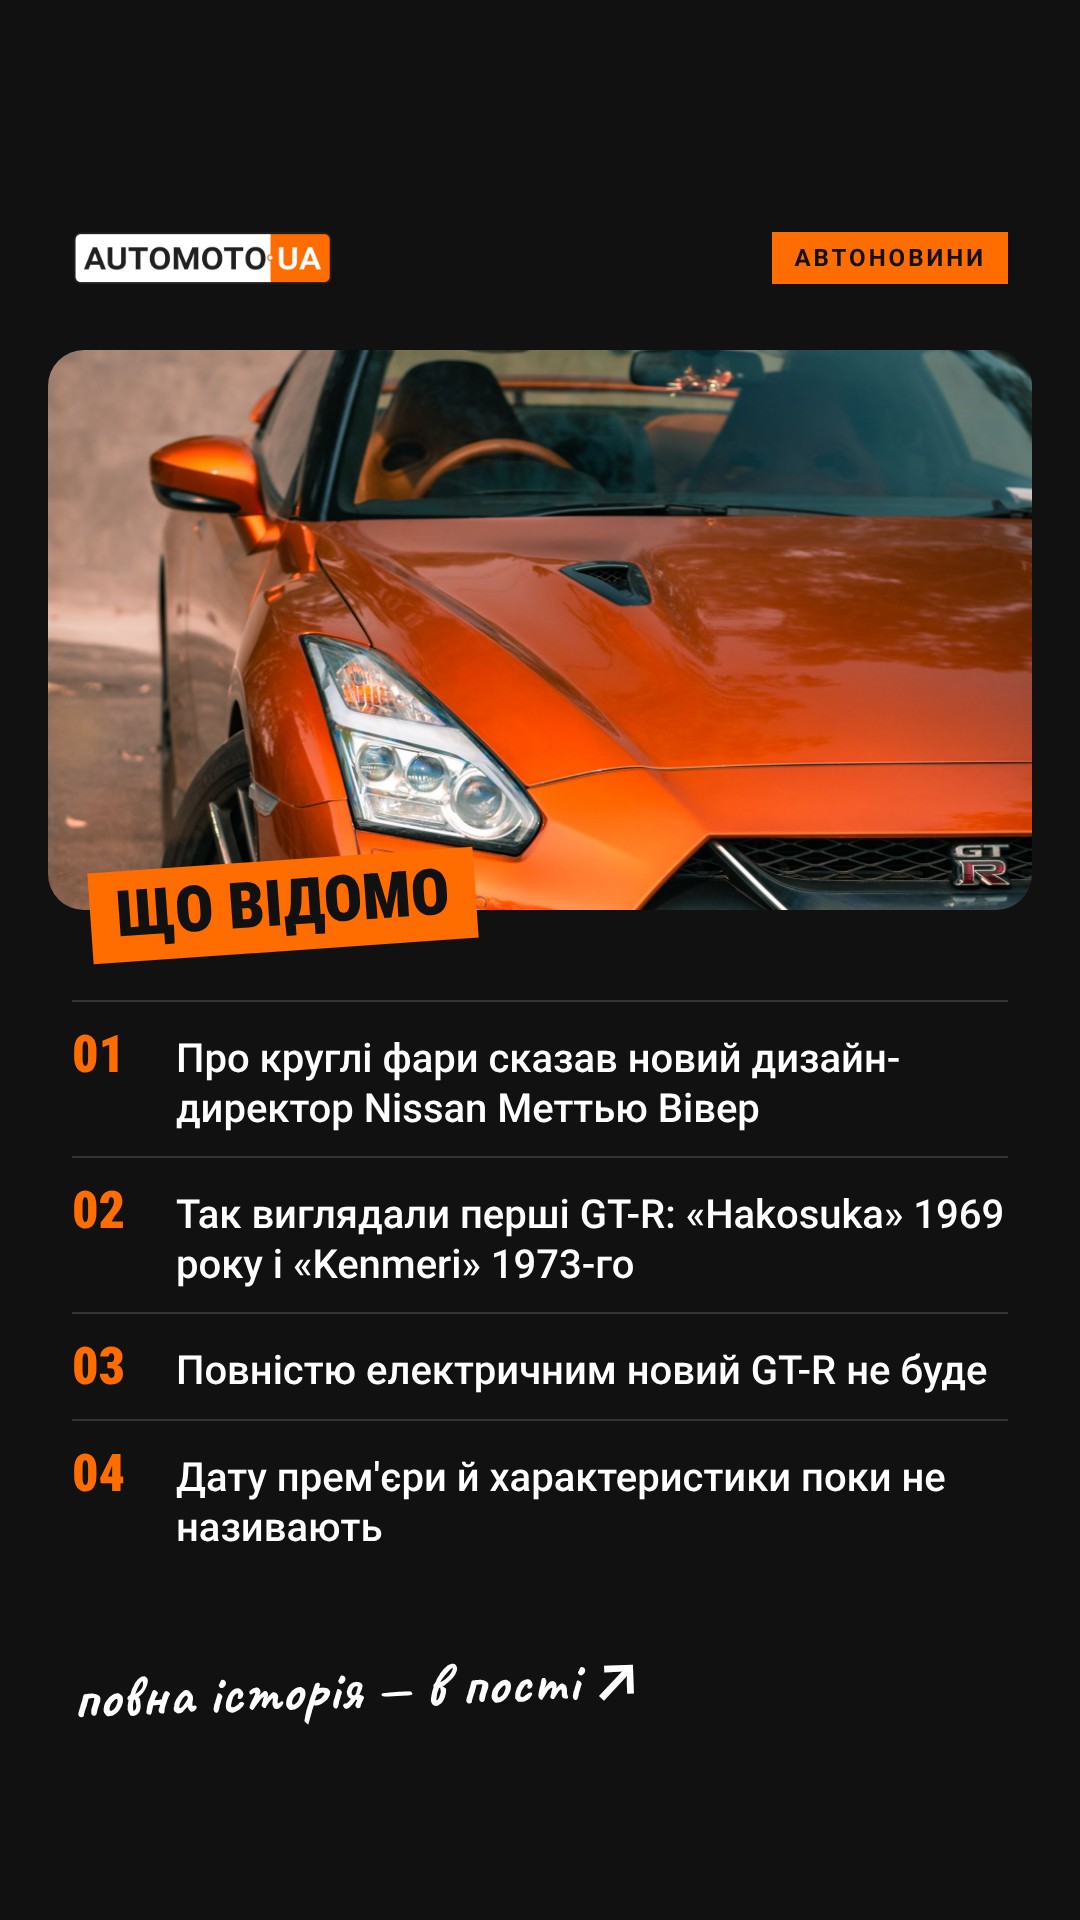 AUTOMOTO UA
АВТОНОВИНИ
GT
R
ЩО ВІДОМО
01 Про круглі фари сказав новий дизайн-
директор Nissan Меттью Вівер
02 Так виглядали перші GT-R: «Hakosuka» 1969
року і «Kenmeri» 1973-го
03 Повністю електричним новий GT-R не буде
04 Дату прем'єри й характеристики поки не
називають
повна історія — в пості ↗